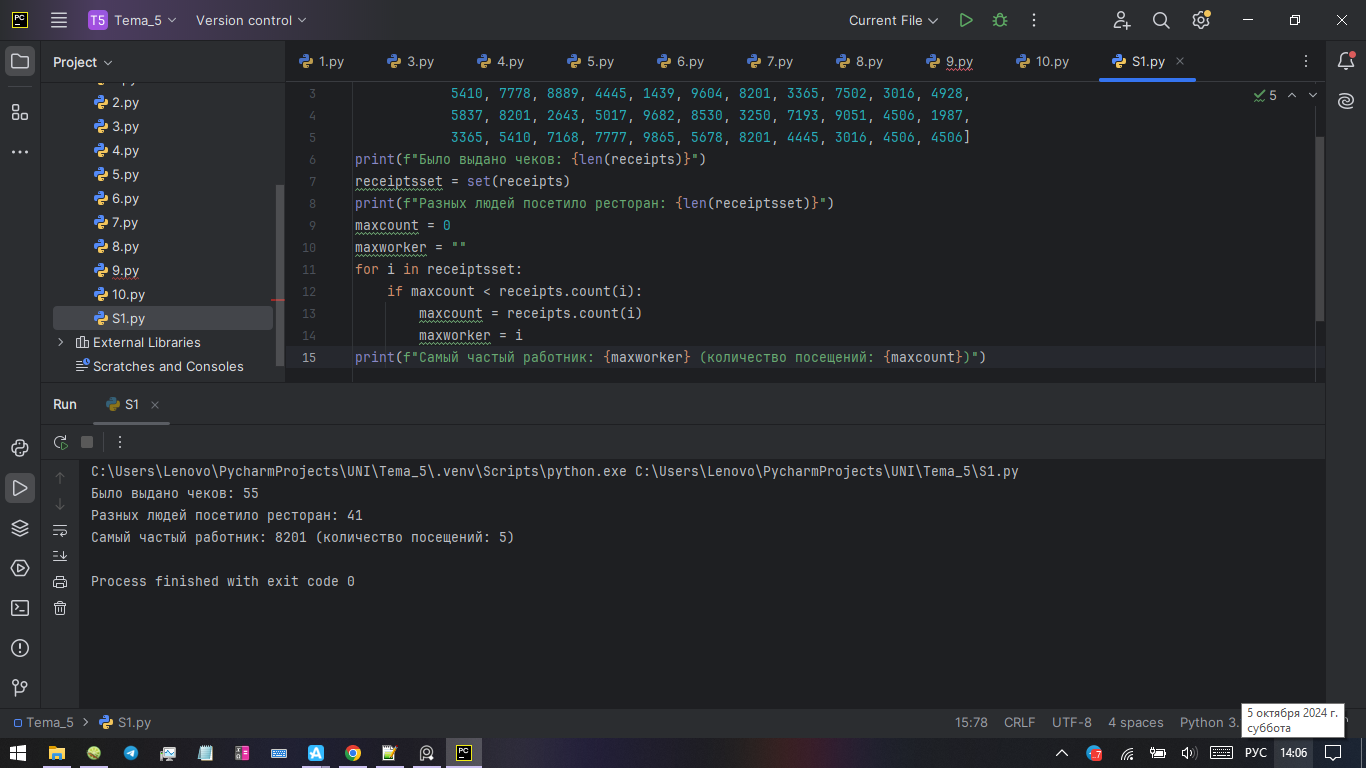 PC T5 Tema_5 Version control Current File
Project
1.py 3.py 4.py 5.py 6.py 7.py 8.py 9.py 10.py S1.py
2.py
3.py
4.py
5.py
6.py
7.py
8.py
9.py
10.py
S1.py
External Libraries
Scratches and Consoles
5
3 5410, 7778, 8889, 4445, 1439, 9604, 8201, 3365, 7502, 3016, 4928,
4 5837, 8201, 2643, 5017, 9682, 8530, 3250, 7193, 9051, 4506, 1987,
5 3365, 5410, 7168, 7777, 9865, 5678, 8201, 4445, 3016, 4506, 4506]
6 print(f"Было выдано чеков: {len(receipts)}")
7 receiptsset = set(receipts)
8 print(f"Разных людей посетило ресторан: {len(receiptsset)}")
9 maxcount = 0
10 maxworker = ""
11 for i in receiptsset:
12 if maxcount < receipts.count(i):
13 maxcount = receipts.count(i)
14 maxworker = i
15 print(f"Самый частый работник: {maxworker} (количество посещений: {maxcount})")
Run S1
C:\Users\Lenovo\PycharmProjects\UNI\Tema_5\.venv\Scripts\python.exe C:\Users\Lenovo\PycharmProjects\UNI\Tema_5\S1.py
Было выдано чеков: 55
Разных людей посетило ресторан: 41
Самый частый работник: 8201 (количество посещений: 5)
Process finished with exit code 0
Tema_5 S1.py 15:78 CRLF UTF-8 4 spaces Python 3.
5 октября 2024 г.
суббота
РУС 14:06
PC